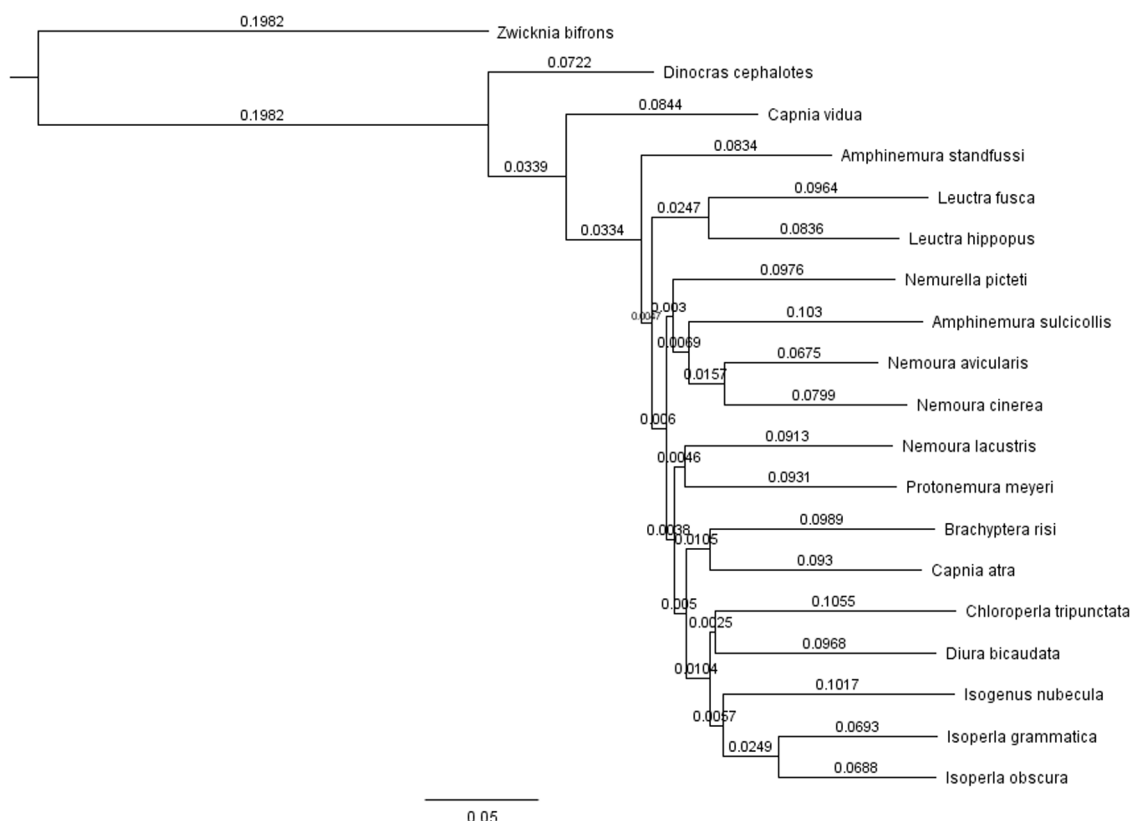 0.1982
Zwicknia bifrons
0.0722
Dinocras cephalotes
0.0844
Capnia vidua
0.1982
0.0834
Amphinemura standfussi
0.0339
0.0964
Leuctra fusca
0.0247
0.0836
Leuctra hippopus
0.0334
0.0976
Nemurella picteti
0.003
0.0047
0.103
Amphinemura sulcicollis
0.0069
0.0675
Nemoura avicularis
0.0157
0.0799
Nemoura cinerea
0.006
0.0913
Nemoura lacustris
0.0046
0.0931
Protonemura meyeri
0.0989
Brachyptera risi
0.0038
0.0105
0.093
Capnia atra
0.005
0.1055
Chloroperla tripunctata
0.0025
0.0968
Diura bicaudata
0.0104
0.1017
Isogenus nubecula
0.0057
0.0693
Isoperla grammatica
0.0249
0.0688
Isoperla obscura
0.05